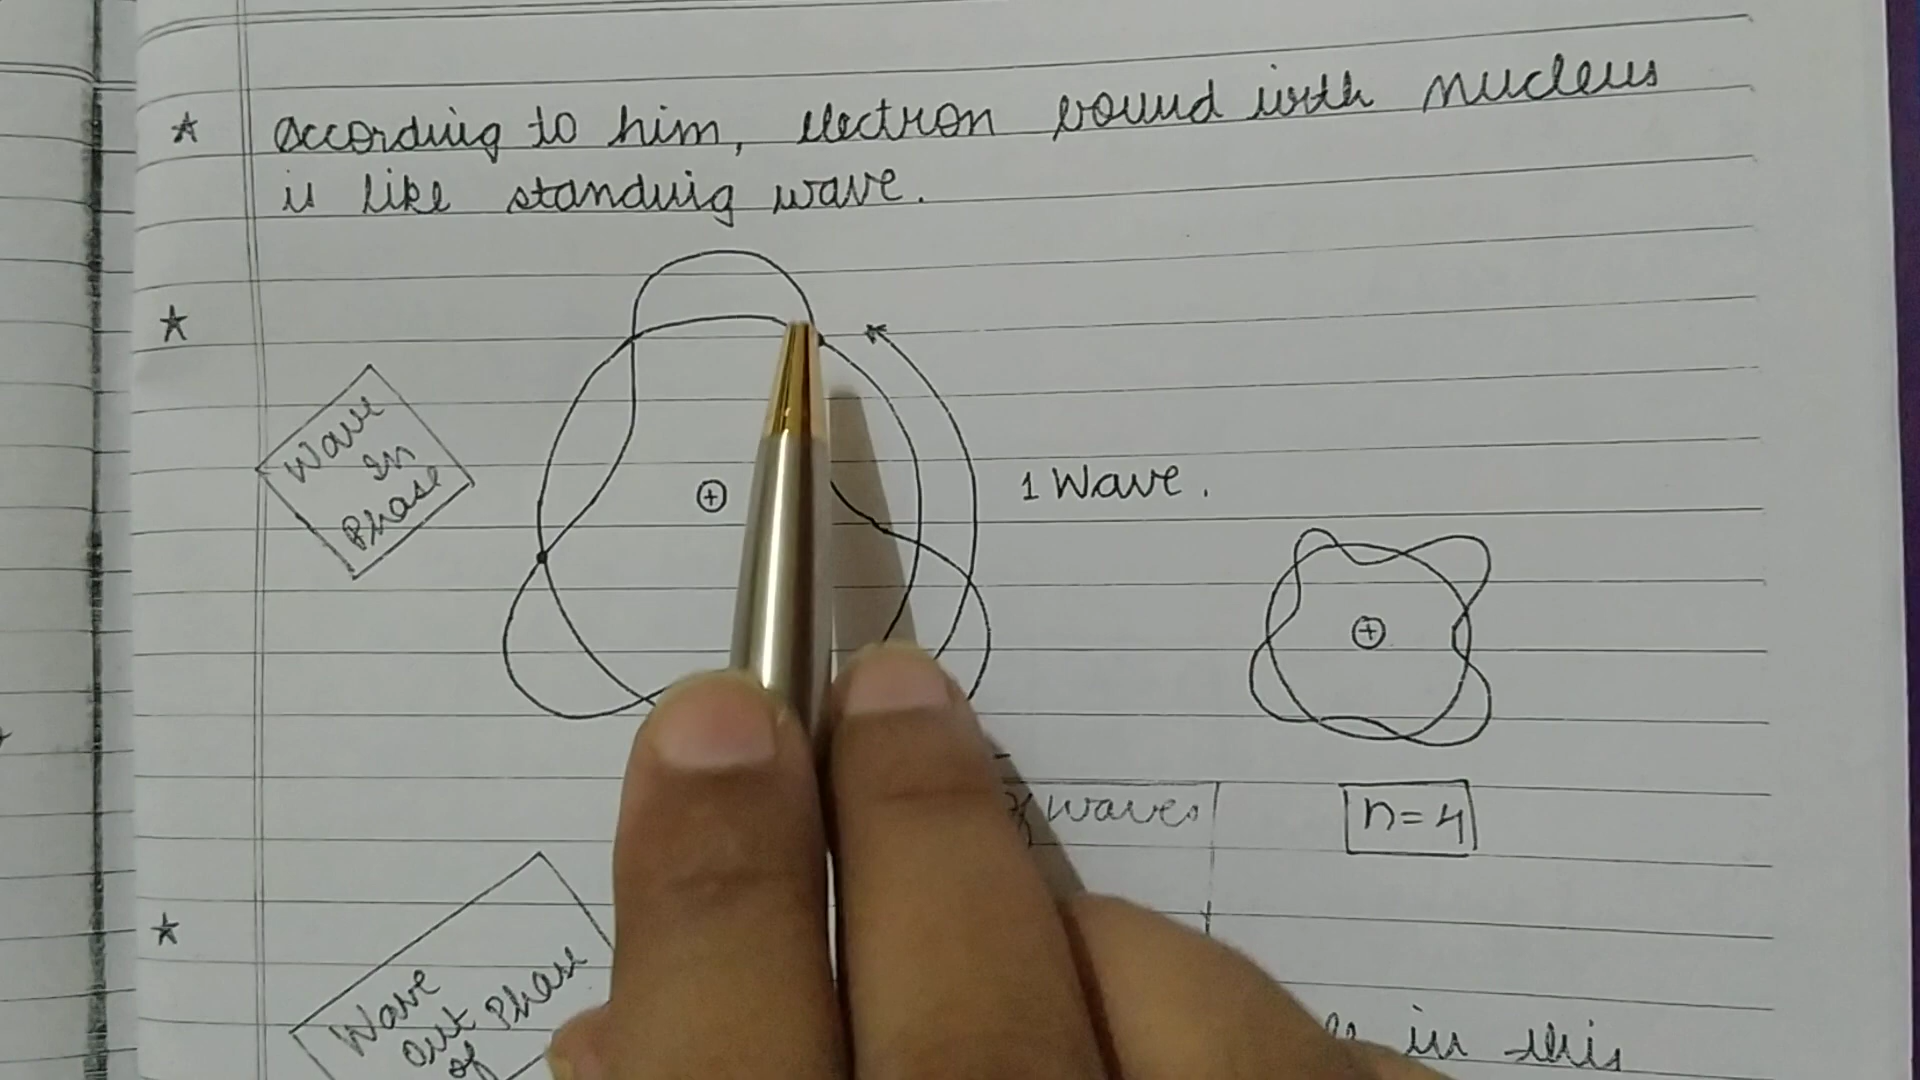 according to him, electron bound with nucleus
is like standing wave.
Wave
In
Phase
+
1 Wave.
+
waves
n=4
Wave
out Phase
of
in this